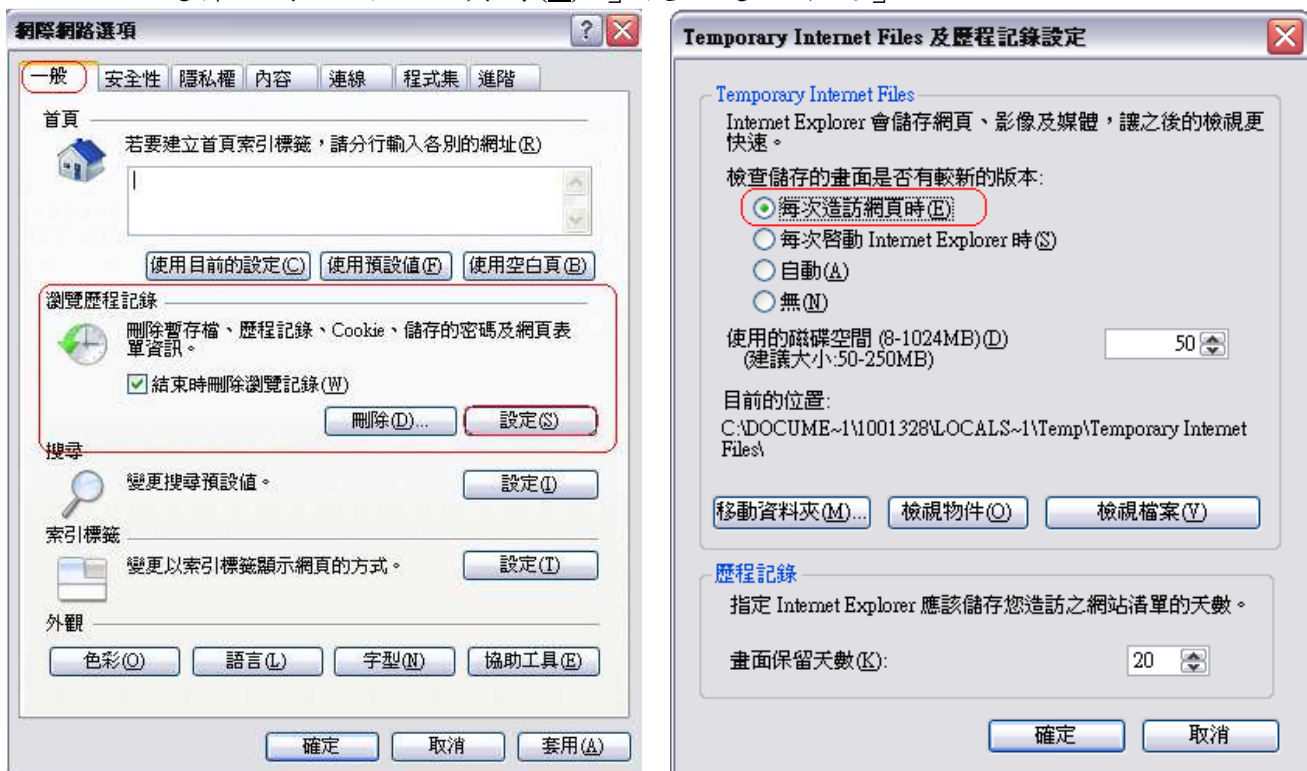 網際網路選項
一般 安全性 隱私權 內容 連線 程式集 進階
首頁
若要建立首頁索引標籤，請分行輸入各別的網址(R)
使用目前的設定(C) 使用預設值(F) 使用空白頁(B)
瀏覽歷程記錄
刪除暫存檔、歷程記錄、Cookie、儲存的密碼及網頁表
單資訊。
結束時刪除瀏覽記錄(W)
刪除(D)... 設定(S)
搜尋
變更搜尋預設值。 設定(I)
索引標籤
變更以索引標籤顯示網頁的方式。 設定(T)
外觀
色彩(O) 語言(L) 字型(N) 協助工具(E)
確定 取消 套用(A)
Temporary Internet Files 及歷程記錄設定
Temporary Internet Files
Internet Explorer 會儲存網頁、影像及媒體，讓之後的檢視更
快速。
檢查儲存的畫面是否有較新的版本:
每次造訪網頁時(E)
每次啓動 Internet Explorer 時(S)
自動(A)
無(N)
使用的磁碟空間 (8-1024MB)(D) 50
(建議大小:50-250MB)
目前的位置:
C:\DOCUME~1\1001328\LOCALS~1\Temp\Temporary Internet
Files\
移動資料夾(M)... 檢視物件(O) 檢視檔案(V)
歷程記錄
指定 Internet Explorer 應該儲存您造訪之網站清單的天數。
畫面保留天數(K): 20
確定 取消